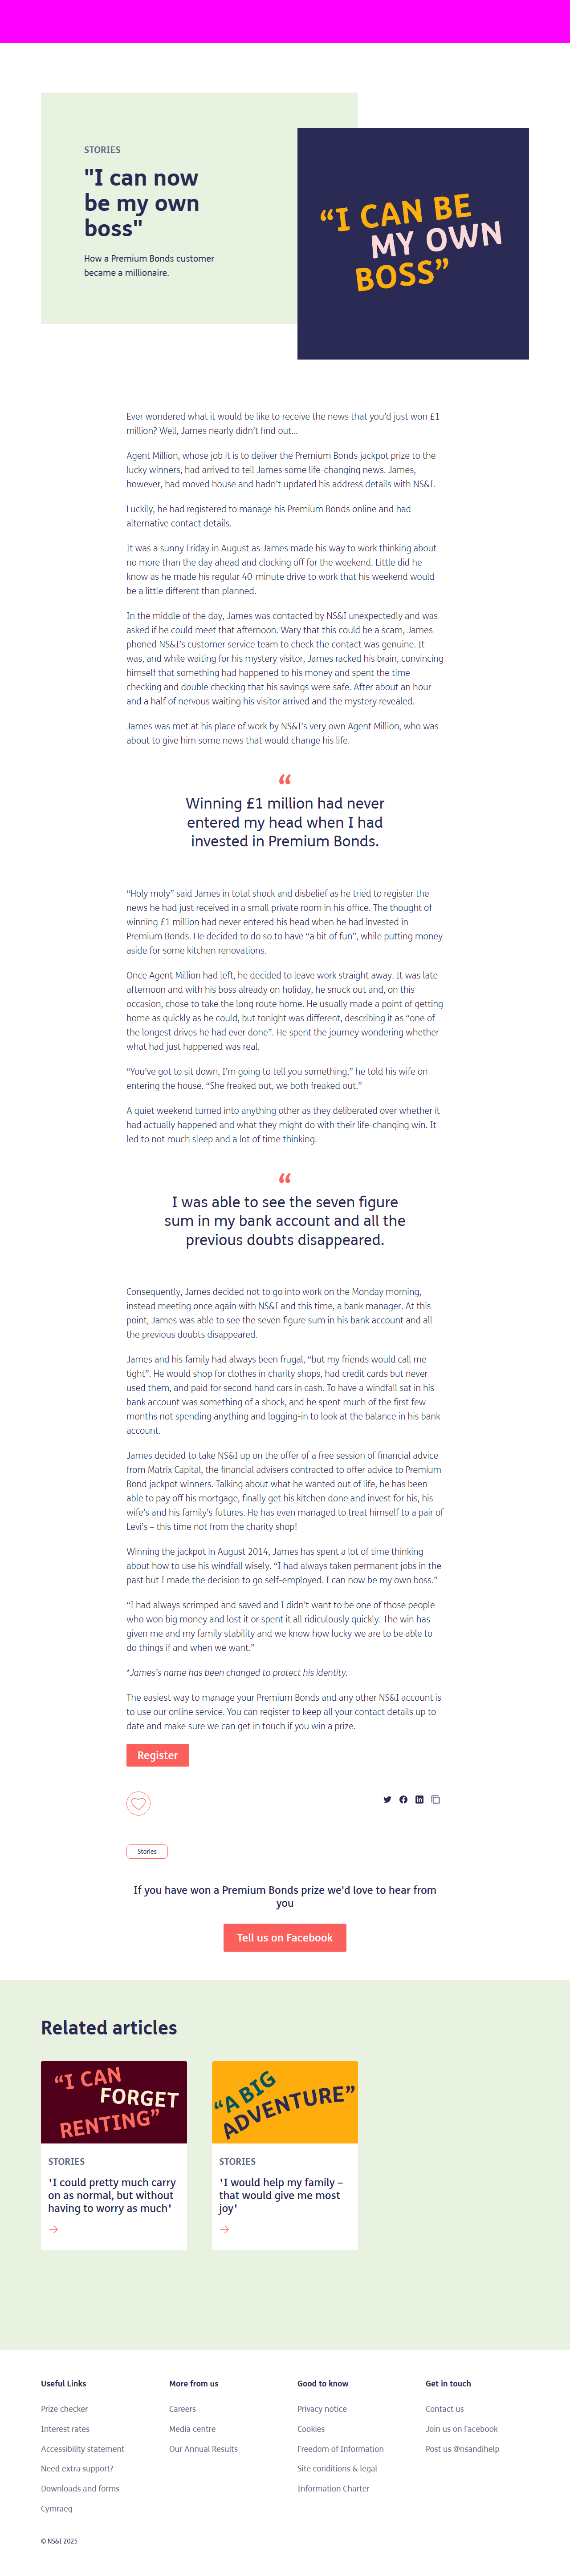 STORIES
"I can now
be my own
boss"
How a Premium Bonds customer
became a millionaire.
“I CAN BE
MY OWN
BOSS”
Ever wondered what it would be like to receive the news that you’d just won £1
million? Well, James nearly didn’t find out…
Agent Million, whose job it is to deliver the Premium Bonds jackpot prize to the
lucky winners, had arrived to tell James some life-changing news. James,
however, had moved house and hadn’t updated his address details with NS&I.
Luckily, he had registered to manage his Premium Bonds online and had
alternative contact details.
It was a sunny Friday in August as James made his way to work thinking about
no more than the day ahead and clocking off for the weekend. Little did he
know as he made his regular 40-minute drive to work that his weekend would
be a little different than planned.
In the middle of the day, James was contacted by NS&I unexpectedly and was
asked if he could meet that afternoon. Wary that this could be a scam, James
phoned NS&I’s customer service team to check the contact was genuine. It
was, and while waiting for his mystery visitor, James racked his brain, convincing
himself that something had happened to his money and spent the time
checking and double checking that his savings were safe. After about an hour
and a half of nervous waiting his visitor arrived and the mystery revealed.
James was met at his place of work by NS&I’s very own Agent Million, who was
about to give him some news that would change his life.
“
Winning £1 million had never
entered my head when I had
invested in Premium Bonds.
“Holy moly” said James in total shock and disbelief as he tried to register the
news he had just received in a small private room in his office. The thought of
winning £1 million had never entered his head when he had invested in
Premium Bonds. He decided to do so to have “a bit of fun”, while putting money
aside for some kitchen renovations.
Once Agent Million had left, he decided to leave work straight away. It was late
afternoon and with his boss already on holiday, he snuck out and, on this
occasion, chose to take the long route home. He usually made a point of getting
home as quickly as he could, but tonight was different, describing it as “one of
the longest drives he had ever done”. He spent the journey wondering whether
what had just happened was real.
“You’ve got to sit down, I’m going to tell you something,” he told his wife on
entering the house. “She freaked out, we both freaked out.”
A quiet weekend turned into anything other as they deliberated over whether it
had actually happened and what they might do with their life-changing win. It
led to not much sleep and a lot of time thinking.
“
I was able to see the seven figure
sum in my bank account and all the
previous doubts disappeared.
Consequently, James decided not to go into work on the Monday morning,
instead meeting once again with NS&I and this time, a bank manager. At this
point, James was able to see the seven figure sum in his bank account and all
the previous doubts disappeared.
James and his family had always been frugal, “but my friends would call me
tight”. He would shop for clothes in charity shops, had credit cards but never
used them, and paid for second hand cars in cash. To have a windfall sat in his
bank account was something of a shock, and he spent much of the first few
months not spending anything and logging-in to look at the balance in his bank
account.
James decided to take NS&I up on the offer of a free session of financial advice
from Matrix Capital, the financial advisers contracted to offer advice to Premium
Bond jackpot winners. Talking about what he wanted out of life, he has been
able to pay off his mortgage, finally get his kitchen done and invest for his, his
wife’s and his family’s futures. He has even managed to treat himself to a pair of
Levi’s – this time not from the charity shop!
Winning the jackpot in August 2014, James has spent a lot of time thinking
about how to use his windfall wisely. “I had always taken permanent jobs in the
past but I made the decision to go self-employed. I can now be my own boss.”
“I had always scrimped and saved and I didn’t want to be one of those people
who won big money and lost it or spent it all ridiculously quickly. The win has
given me and my family stability and we know how lucky we are to be able to
do things if and when we want.”
*James’s name has been changed to protect his identity.
The easiest way to manage your Premium Bonds and any other NS&I account is
to use our online service. You can register to keep all your contact details up to
date and make sure we can get in touch if you win a prize.
Register
Stories
If you have won a Premium Bonds prize we'd love to hear from
you
Tell us on Facebook
Related articles
“I CAN
FORGET
RENTING”
“A BIG
ADVENTURE”
STORIES
'I could pretty much carry
on as normal, but without
having to worry as much'
STORIES
'I would help my family –
that would give me most
joy'
Useful Links
Prize checker
Interest rates
Accessibility statement
Need extra support?
Downloads and forms
Cymraeg
More from us
Careers
Media centre
Our Annual Results
Good to know
Privacy notice
Cookies
Freedom of Information
Site conditions & legal
Information Charter
Get in touch
Contact us
Join us on Facebook
Post us @nsandihelp
© NS&I 2025